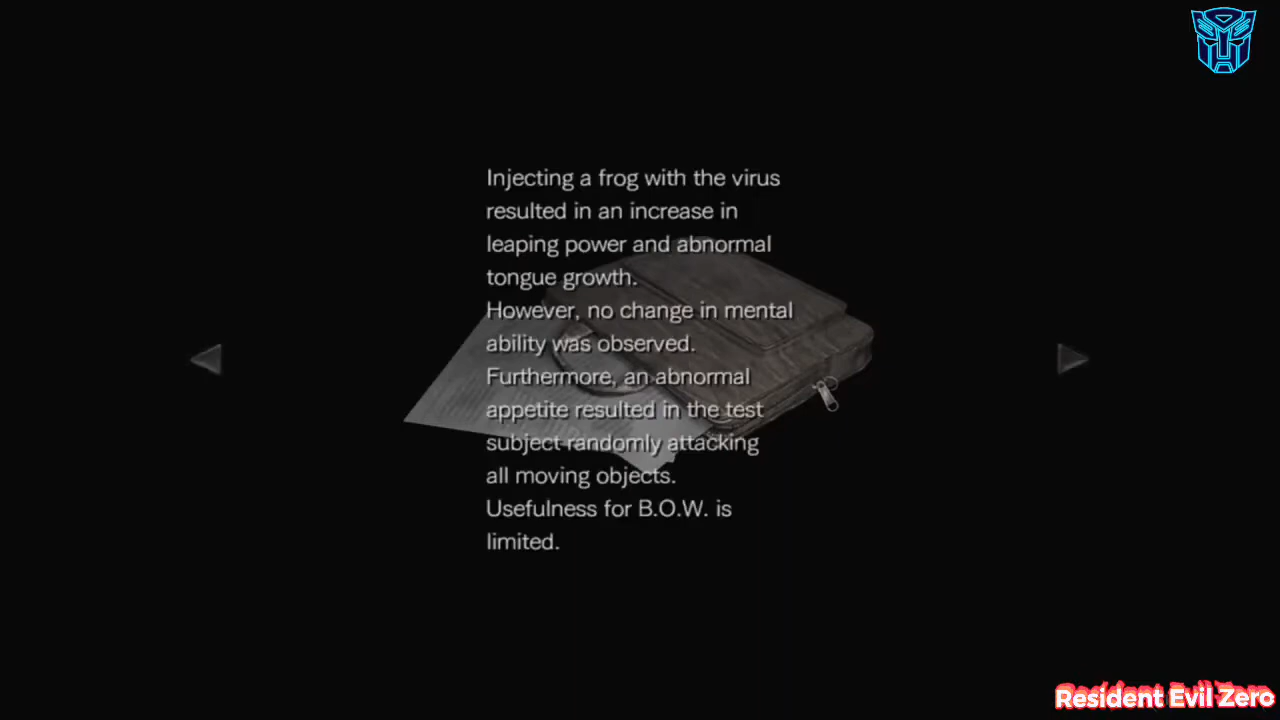 Injecting a frog with the virus
resulted in an increase in
leaping power and abnormal
tongue growth.
However, no change in mental
ability was observed.
Furthermore, an abnormal
appetite resulted in the test
subject randomly attacking
all moving objects.
Usefulness for B.O.W. is
limited.
Resident Evil Zero